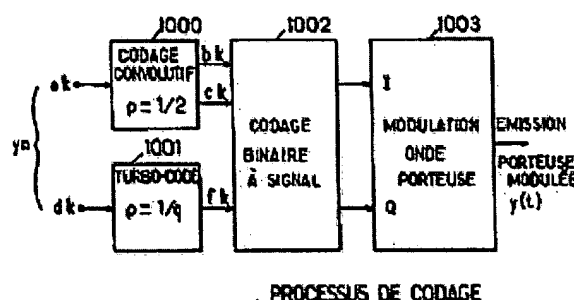 1000
1002
1003
CODAGE
CONVOLUTIF
ρ = 1/2
ak
bk
ck
yn
1001
TURBO-CODE
ρ = 1/q
dk
fk
CODAGE
BINAIRE
À SIGNAL
I
Q
MODULATION
ONDE
PORTEUSE
EMISSION
PORTEUSE
MODULÉE
y(t)
PROCESSUS DE CODAGE